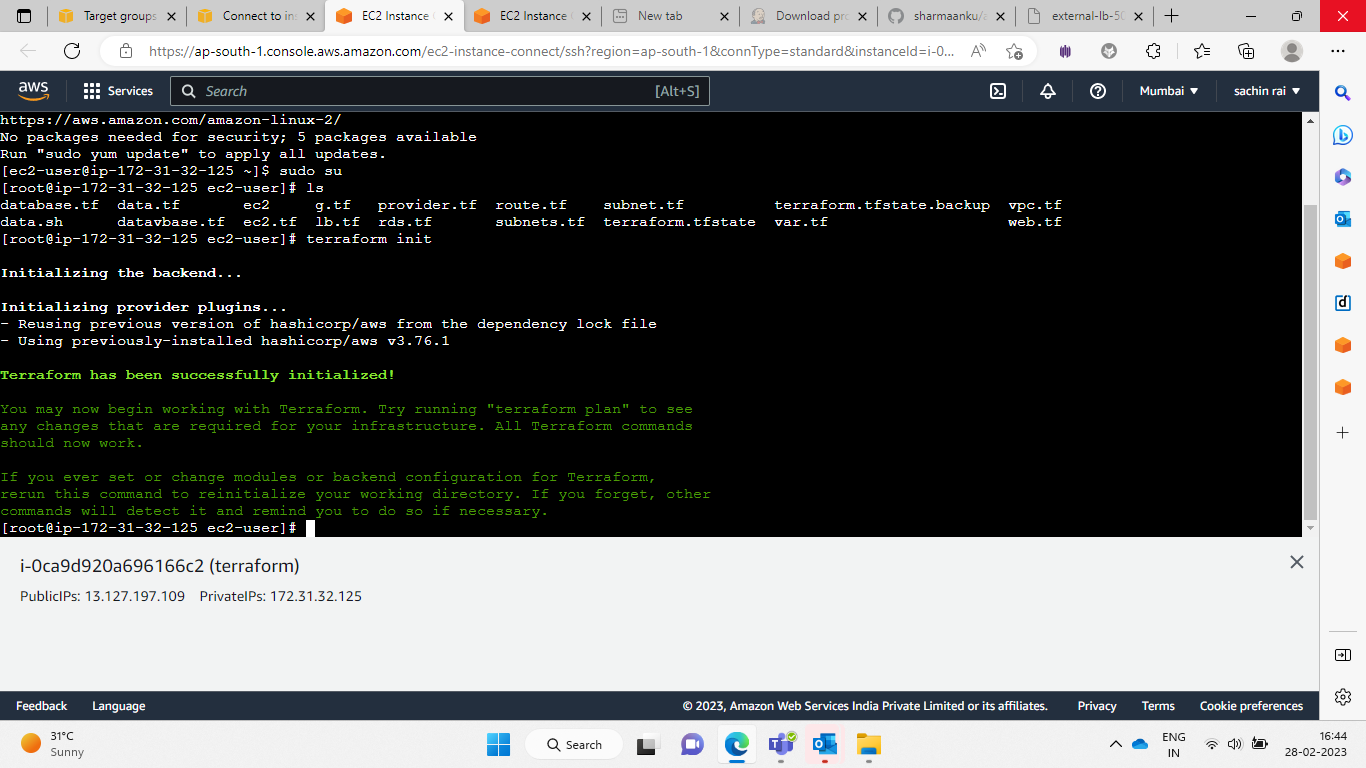 Target groups
Connect to in
EC2 Instance
EC2 Instance
New tab
Download pro
sharmaanku/a
external-lb-50
https://ap-south-1.console.aws.amazon.com/ec2-instance-connect/ssh?region=ap-south-1&connType=standard&instanceId=i-0...
aws
Services
Search
[Alt+S]
Mumbai
sachin rai
https://aws.amazon.com/amazon-linux-2/
No packages needed for security; 5 packages available
Run "sudo yum update" to apply all updates.
[ec2-user@ip-172-31-32-125 ~]$ sudo su
[root@ip-172-31-32-125 ec2-user]# ls
database.tf data.tf ec2 g.tf provider.tf route.tf subnet.tf terraform.tfstate.backup vpc.tf
data.sh datavbase.tf ec2.tf lb.tf rds.tf subnets.tf terraform.tfstate var.tf web.tf
[root@ip-172-31-32-125 ec2-user]# terraform init
Initializing the backend...
Initializing provider plugins...
- Reusing previous version of hashicorp/aws from the dependency lock file
- Using previously-installed hashicorp/aws v3.76.1
Terraform has been successfully initialized!
You may now begin working with Terraform. Try running "terraform plan" to see
any changes that are required for your infrastructure. All Terraform commands
should now work.
If you ever set or change modules or backend configuration for Terraform,
rerun this command to reinitialize your working directory. If you forget, other
commands will detect it and remind you to do so if necessary.
[root@ip-172-31-32-125 ec2-user]#
i-0ca9d920a696166c2 (terraform)
PublicIPs: 13.127.197.109 PrivateIPs: 172.31.32.125
Feedback
Language
© 2023, Amazon Web Services India Private Limited or its affiliates.
Privacy
Terms
Cookie preferences
31°C
Sunny
Search
ENG
IN
16:44
28-02-2023